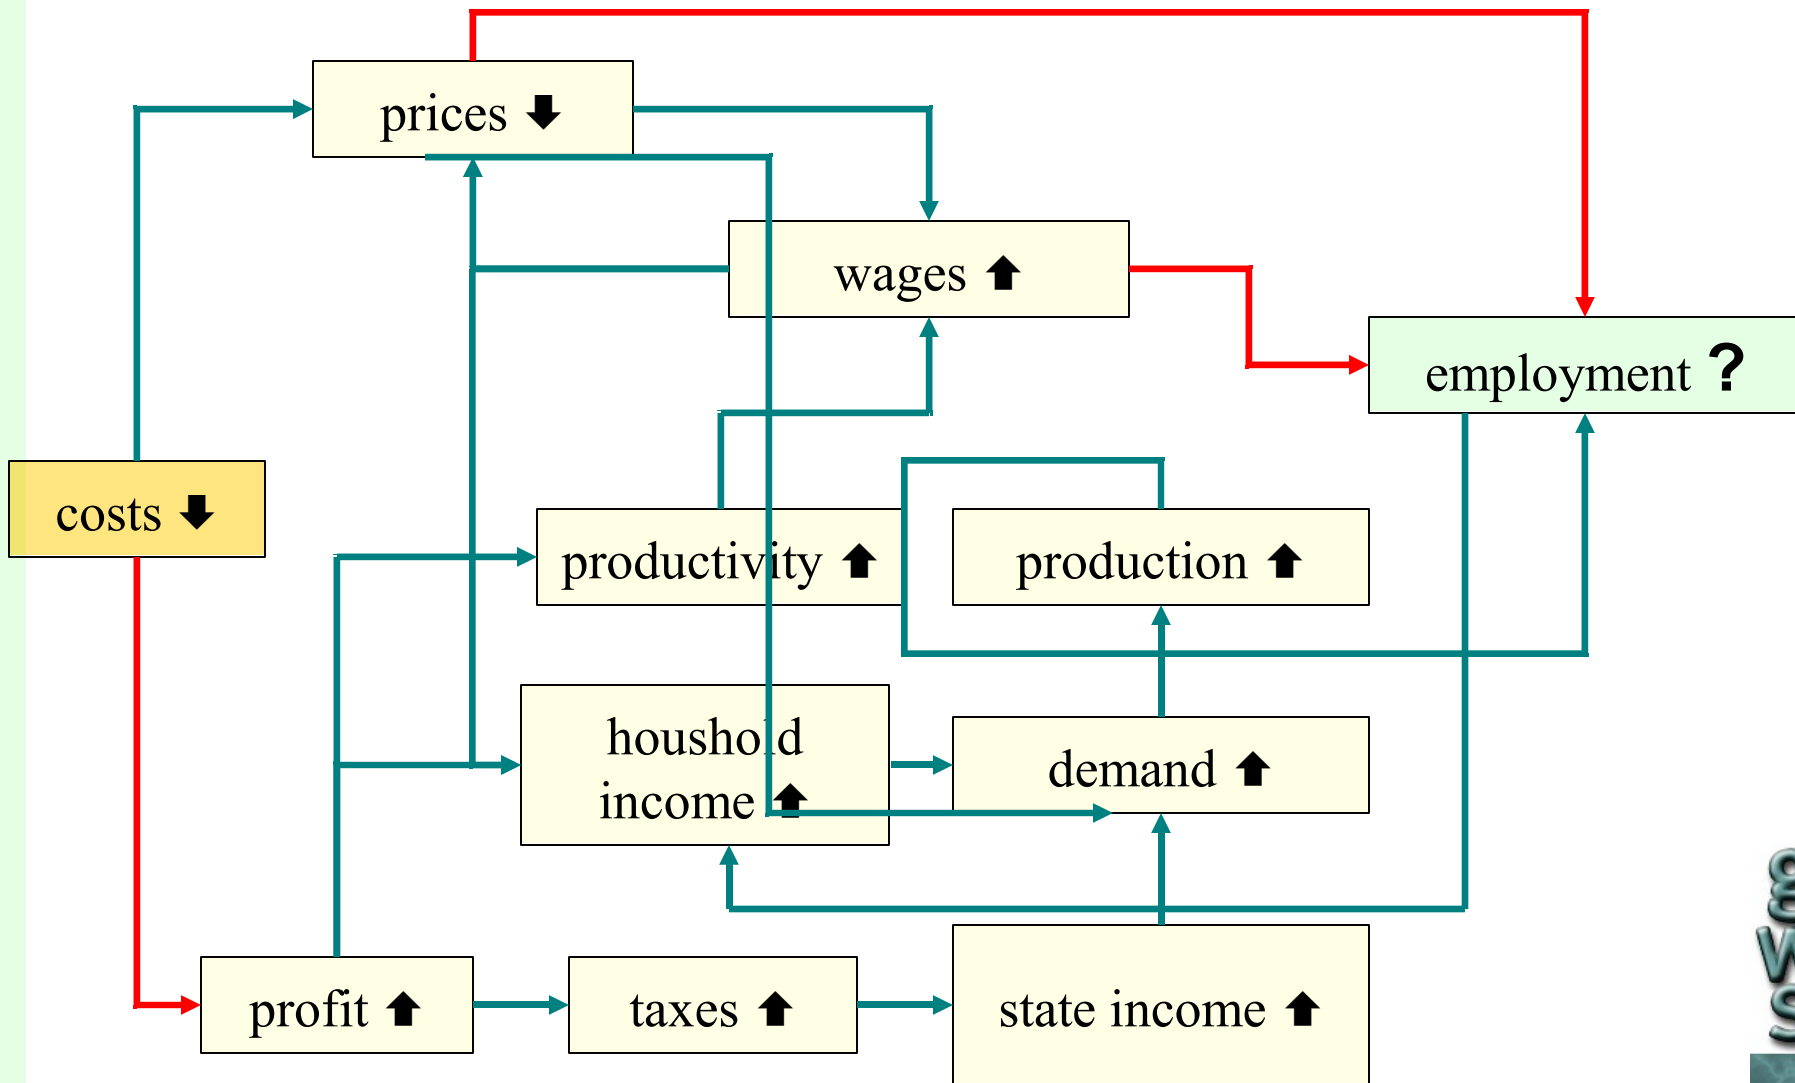 prices ⬇
wages ⬆
employment ?
costs ⬇
productivity ⬆
production ⬆
houshold
income ⬆
demand ⬆
profit ⬆
taxes ⬆
state income ⬆
g
w
s